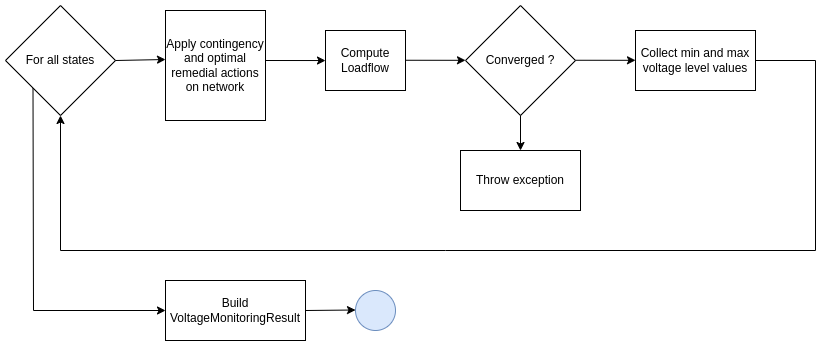 For all states
Apply contingency
and optimal
remedial actions
on network
Compute
Loadflow
Converged ?
Collect min and max
voltage level values
Throw exception
Build
VoltageMonitoringResult